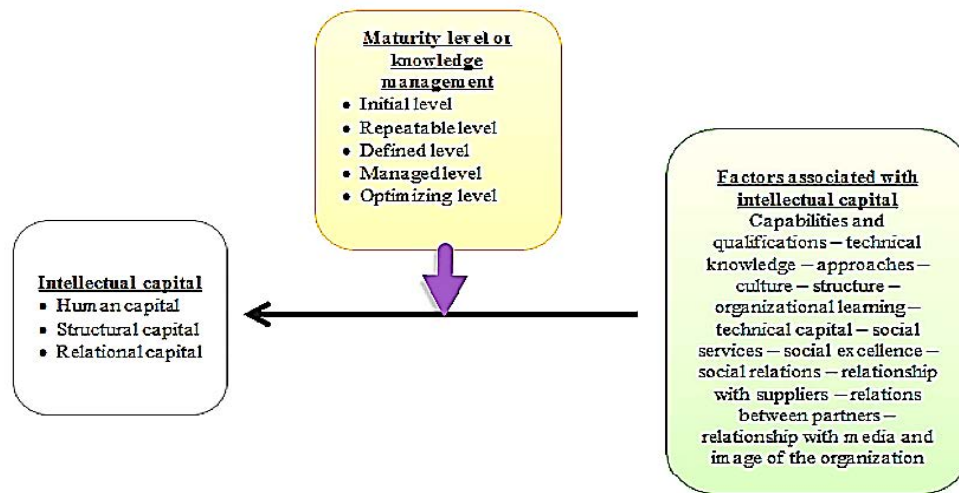 Maturity level or
knowledge
management
• Initial level
• Repeatable level
• Defined level
• Managed level
• Optimizing level
Intellectual capital
• Human capital
• Structural capital
• Relational capital
Factors associated with
intellectual capital
Capabilities and
qualifications – technical
knowledge – approaches –
culture – structure –
organizational learning –
technical capital – social
services – social excellence –
social relations – relationship
with suppliers – relations
between partners –
relationship with media and
image of the organization